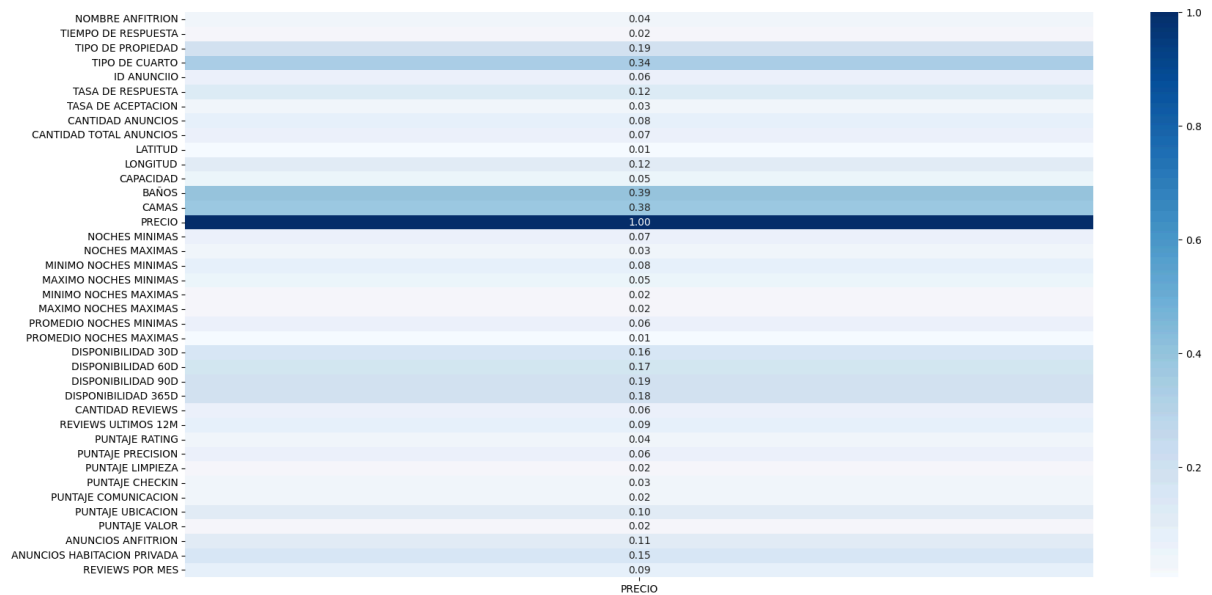 NOMBRE ANFITRION 0.04
TIEMPO DE RESPUESTA 0.02
TIPO DE PROPIEDAD 0.19
TIPO DE CUARTO 0.34
ID ANUNCIIO 0.06
TASA DE RESPUESTA 0.12
TASA DE ACEPTACION 0.03
CANTIDAD ANUNCIOS 0.08
CANTIDAD TOTAL ANUNCIOS 0.07
LATITUD 0.01
LONGITUD 0.12
CAPACIDAD 0.05
BAÑOS 0.39
CAMAS 0.38
PRECIO 1.00
NOCHES MINIMAS 0.07
NOCHES MAXIMAS 0.03
MINIMO NOCHES MINIMAS 0.08
MAXIMO NOCHES MINIMAS 0.05
MINIMO NOCHES MAXIMAS 0.02
MAXIMO NOCHES MAXIMAS 0.02
PROMEDIO NOCHES MINIMAS 0.06
PROMEDIO NOCHES MAXIMAS 0.01
DISPONIBILIDAD 30D 0.16
DISPONIBILIDAD 60D 0.17
DISPONIBILIDAD 90D 0.19
DISPONIBILIDAD 365D 0.18
CANTIDAD REVIEWS 0.06
REVIEWS ULTIMOS 12M 0.09
PUNTAJE RATING 0.04
PUNTAJE PRECISION 0.06
PUNTAJE LIMPIEZA 0.02
PUNTAJE CHECKIN 0.03
PUNTAJE COMUNICACION 0.02
PUNTAJE UBICACION 0.10
PUNTAJE VALOR 0.02
ANUNCIOS ANFITRION 0.11
ANUNCIOS HABITACION PRIVADA 0.15
REVIEWS POR MES 0.09
PRECIO
1.0
0.8
0.6
0.4
0.2